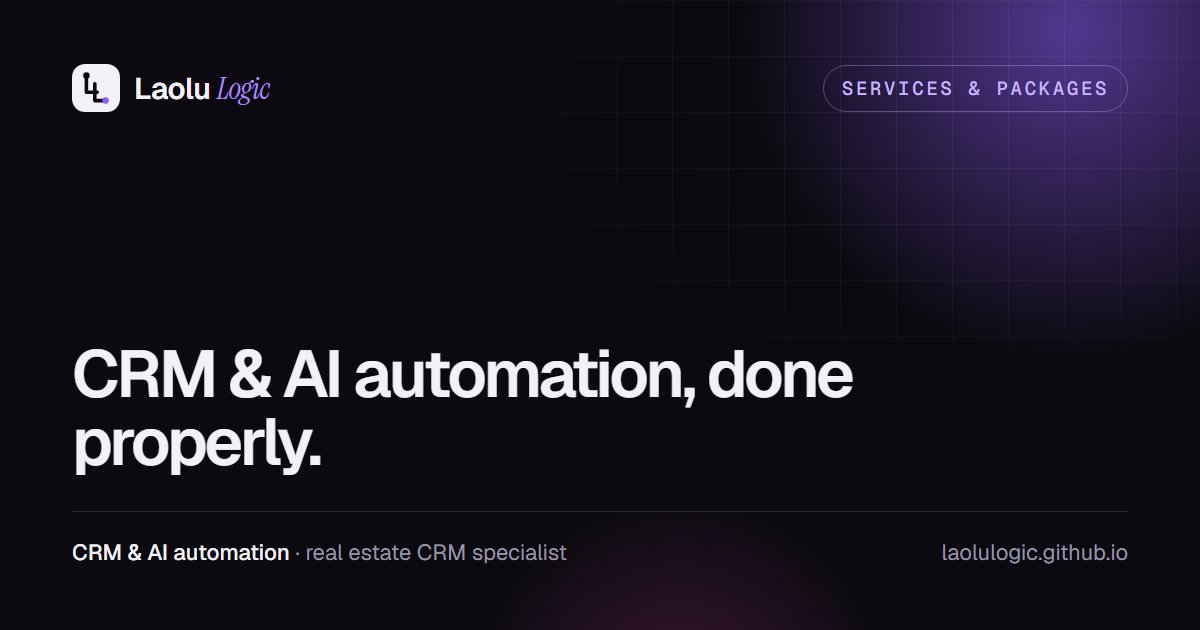 Laolu Logic
SERVICES & PACKAGES
CRM & AI automation, done
properly.
CRM & AI automation · real estate CRM specialist
laolulogic.github.io